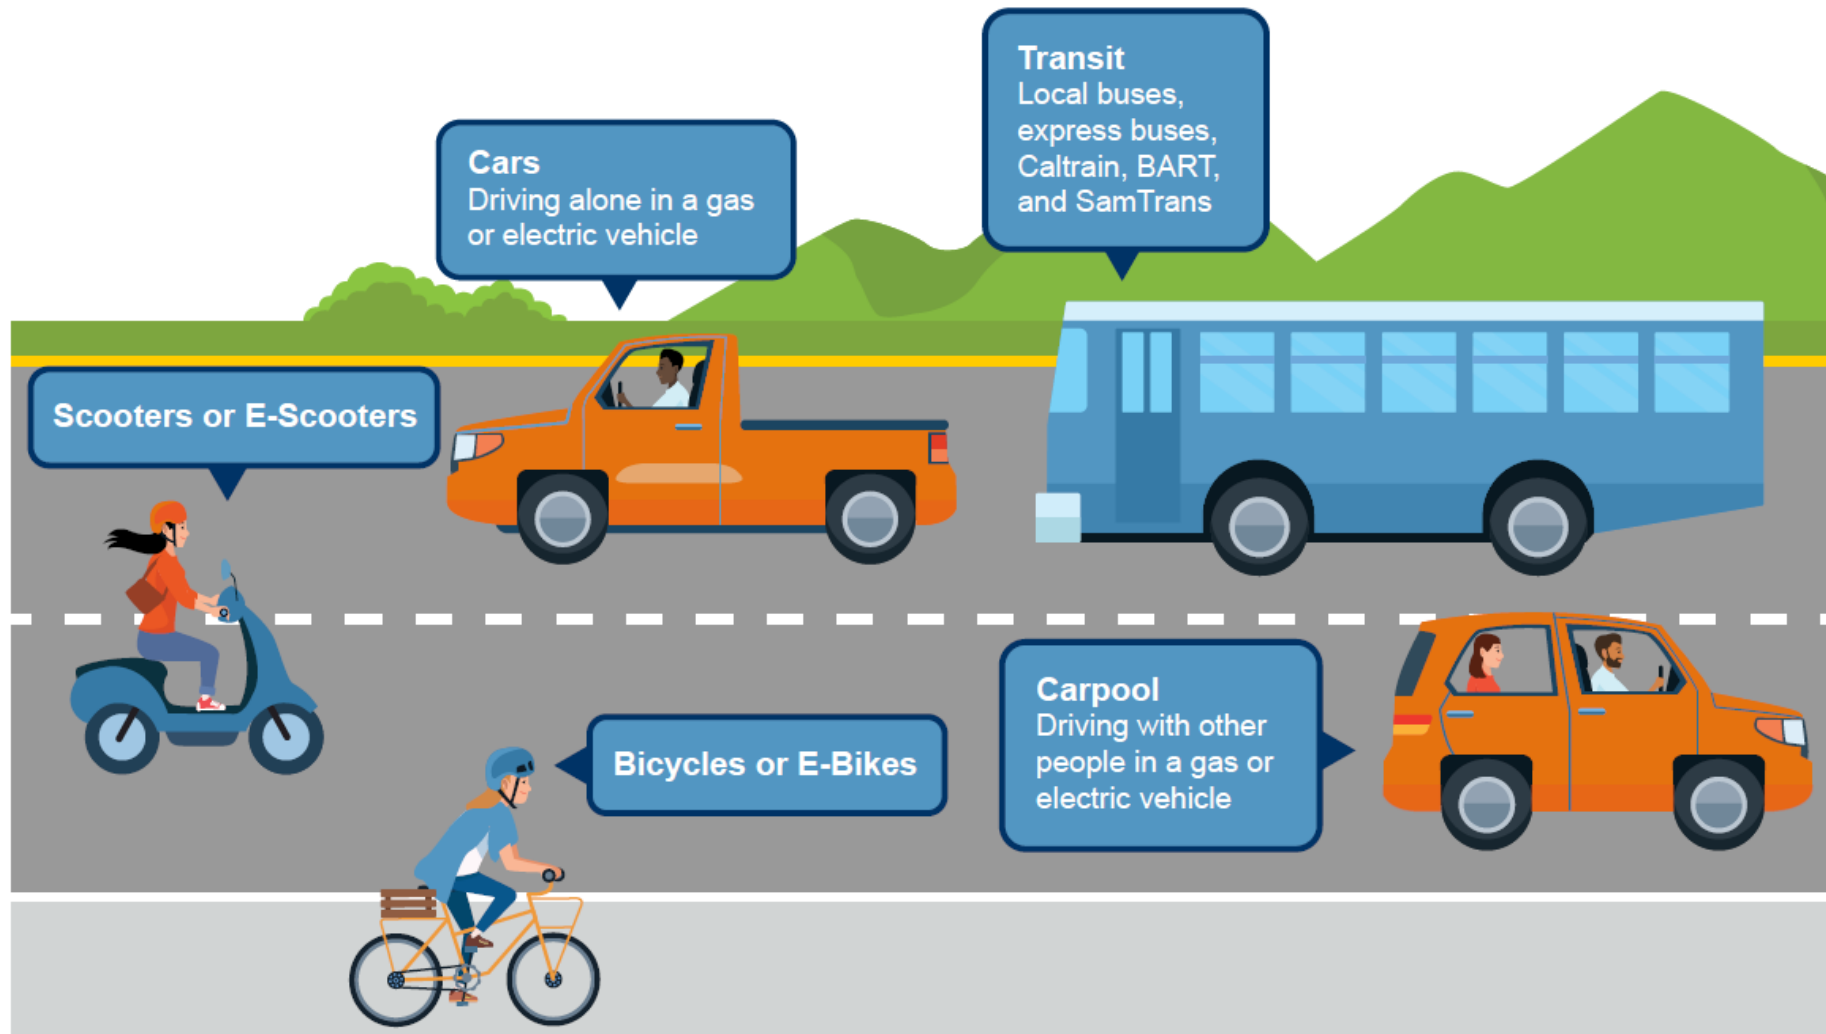 Transit
Local buses,
express buses,
Caltrain, BART,
and SamTrans
Cars
Driving alone in a gas
or electric vehicle
Scooters or E-Scooters
Carpool
Driving with other
people in a gas or
electric vehicle
Bicycles or E-Bikes